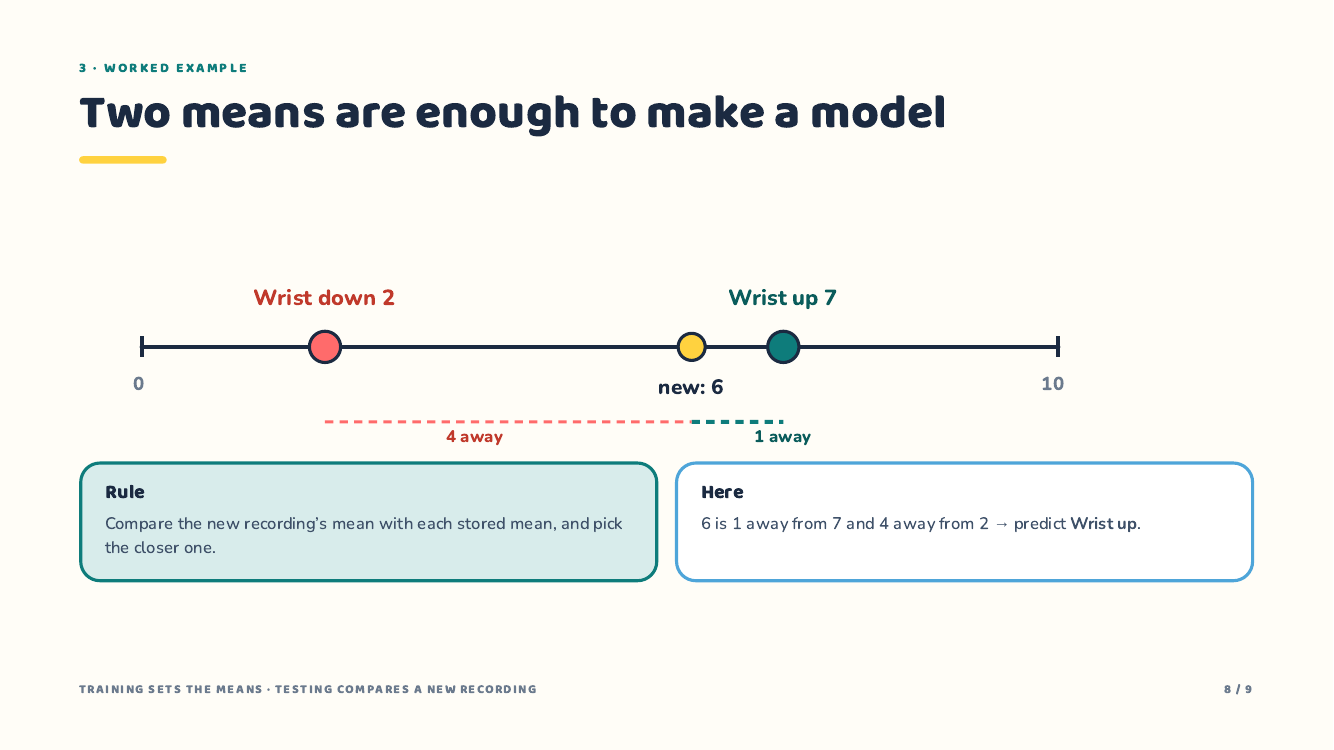 3 · WORKED EXAMPLE
Two means are enough to make a model
Wrist down 2
Wrist up 7
0
new: 6
10
4 away
1 away
Rule
Compare the new recording’s mean with each stored mean, and pick
the closer one.
Here
6 is 1 away from 7 and 4 away from 2 → predict Wrist up.
TRAINING SETS THE MEANS · TESTING COMPARES A NEW RECORDING
8 / 9